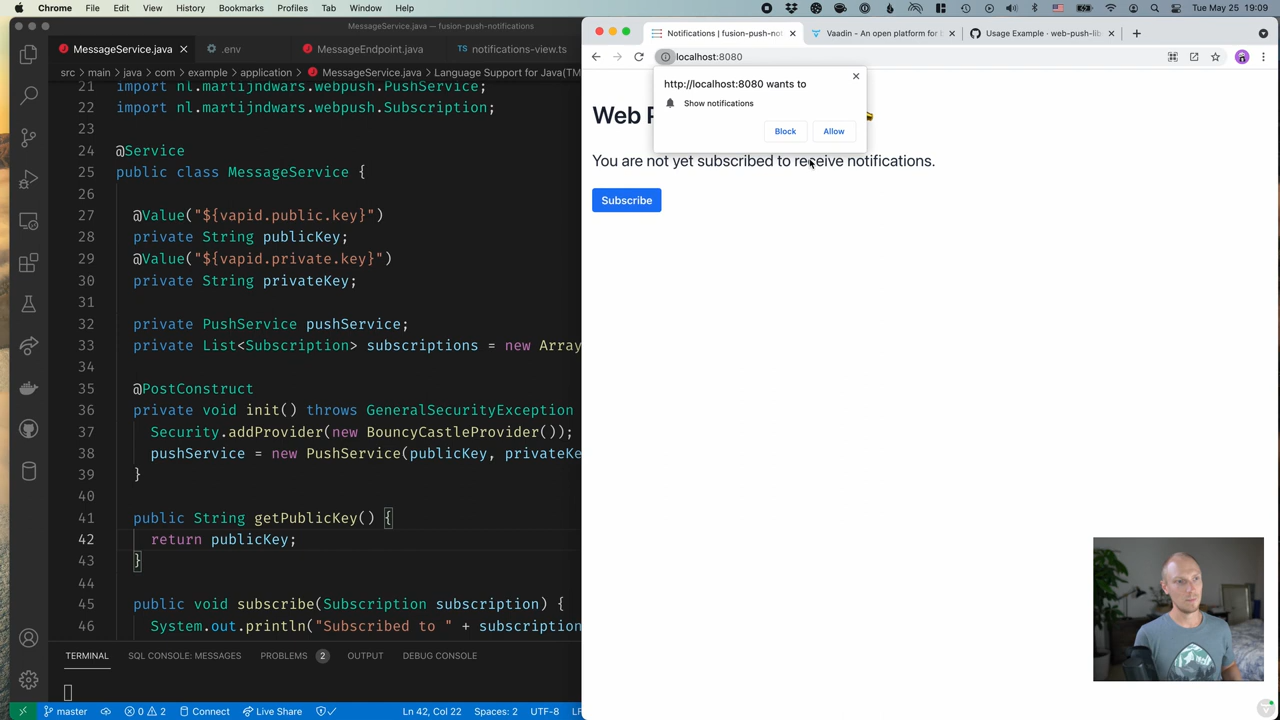 Chrome File Edit View History Bookmarks Profiles Tab Window Help
Tue May 25 19:09
MessageService.java — fusion-push-notifications
MessageService.java
.env
MessageEndpoint.java
notifications-view.ts
src > main > java > com > example > application > MessageService.java > Language Support for Java(TM
21 import nl.martijndwars.webpush.PushService;
22 import nl.martijndwars.webpush.Subscription;
23
24 @Service
25 public class MessageService {
26
27 @Value("${vapid.public.key}")
28 private String publicKey;
29 @Value("${vapid.private.key}")
30 private String privateKey;
31
32 private PushService pushService;
33 private List<Subscription> subscriptions = new Array
34
35 @PostConstruct
36 private void init() throws GeneralSecurityException
37 Security.addProvider(new BouncyCastleProvider());
38 pushService = new PushService(publicKey, privateKe
39 }
40
41 public String getPublicKey() {
42 return publicKey;
43 }
44
45 public void subscribe(Subscription subscription) {
46 System.out.println("Subscribed to " + subscription
TERMINAL SQL CONSOLE: MESSAGES PROBLEMS 2 OUTPUT DEBUG CONSOLE
master 0 2 Connect Live Share Ln 42, Col 22 Spaces: 2 UTF-8 LF
Notifications | fusion-push-not
Vaadin - An open platform for b
Usage Example · web-push-lib
localhost:8080
http://localhost:8080 wants to
Show notifications
Block Allow
Web P
You are not yet subscribed to receive notifications.
Subscribe